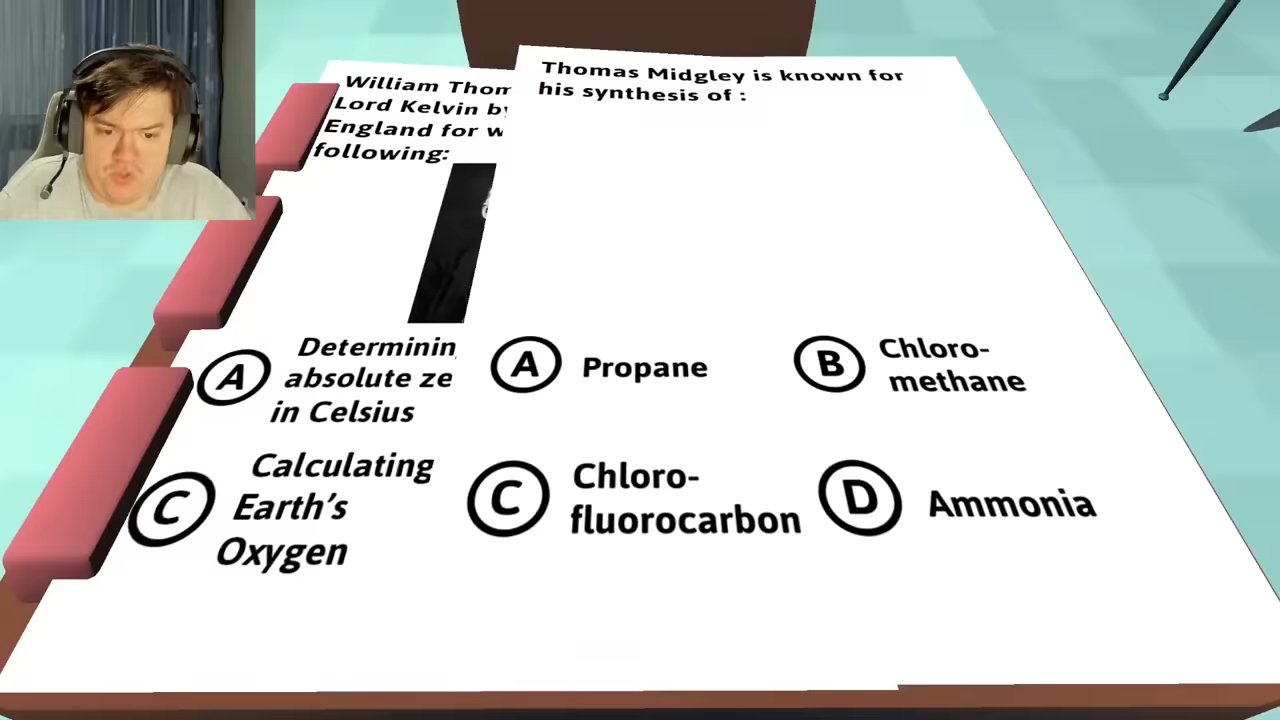 William Thom
Lord Kelvin by
England for w
following:
A Determinin
absolute ze
in Celsius
C Calculating
Earth's
Oxygen
Thomas Midgley is known for
his synthesis of :
A Propane
B Chloro-
methane
C Chloro-
fluorocarbon
D Ammonia